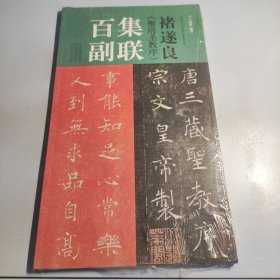 褚遂良
《雁塔圣教序》
集联
百副
唐三藏聖教序
宗文皇帝製
事能知足心常樂
人到無求品自高